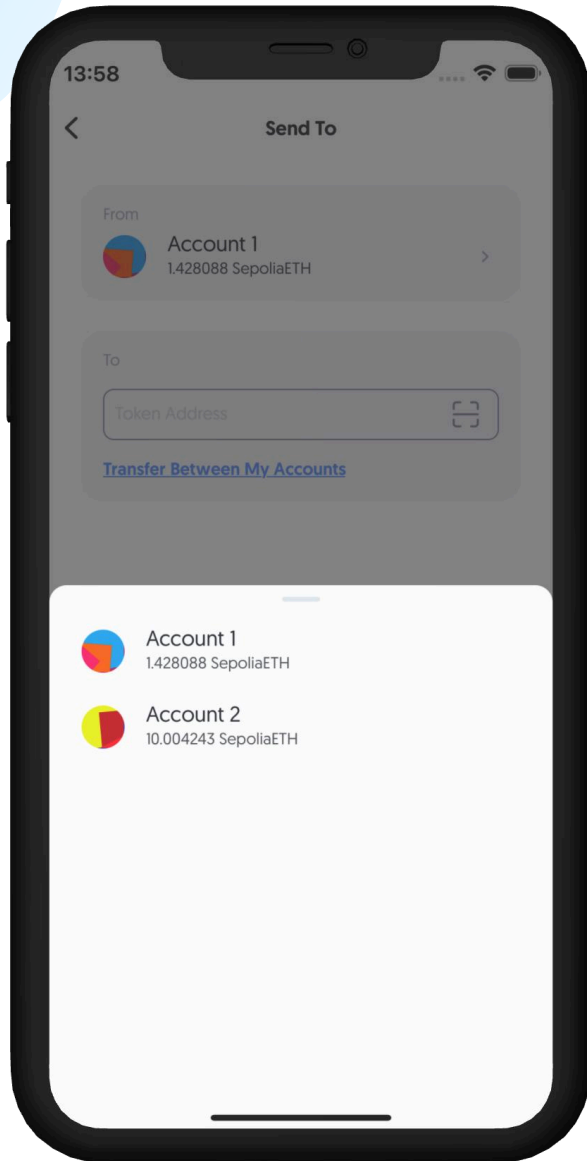 13:58
Send To
From
Account 1
1.428088 SepoliaETH
To
Token Address
Transfer Between My Accounts
Account 1
1.428088 SepoliaETH
Account 2
10.004243 SepoliaETH